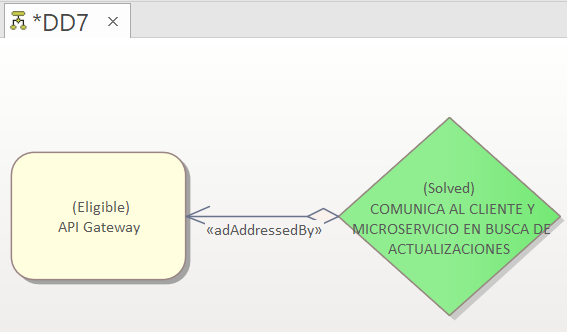 *DD7
(Eligible)
API Gateway
«adAddressedBy»
(Solved)
COMUNICA AL CLIENTE Y
MICROSERVICIO EN BUSCA DE
ACTUALIZACIONES